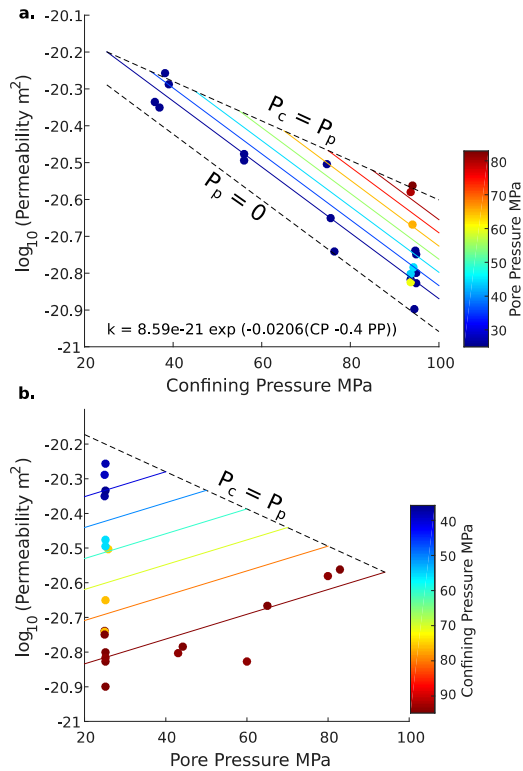 a.
-20.1
-20.2
-20.3
-20.4
-20.5
-20.6
-20.7
-20.8
-20.9
-21
log10 (Permeability m2)
Pc = Pp
Pp = 0
k = 8.59e-21 exp (-0.0206(CP -0.4 PP))
20 40 60 80 100
Confining Pressure MPa
80
70
60
50
40
30
Pore Pressure MPa
b.
-20.2
-20.3
-20.4
-20.5
-20.6
-20.7
-20.8
-20.9
-21
log10 (Permeability m2)
Pc = Pp
20 40 60 80 100
Pore Pressure MPa
40
50
60
70
80
90
Confining Pressure MPa